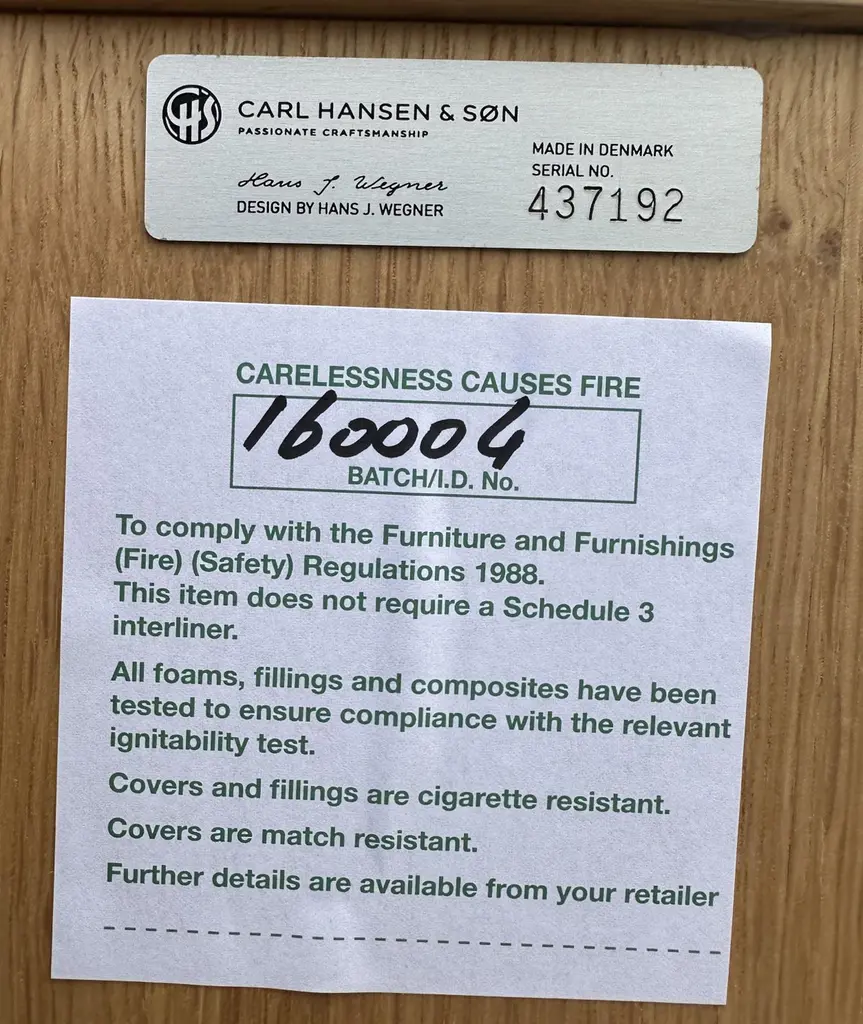 CHS CARL HANSEN & SØN
PASSIONATE CRAFTSMANSHIP
Hans J. Wegner
DESIGN BY HANS J. WEGNER
MADE IN DENMARK
SERIAL NO.
437192
CARELESSNESS CAUSES FIRE
160004
BATCH/I.D. No.
To comply with the Furniture and Furnishings
(Fire) (Safety) Regulations 1988.
This item does not require a Schedule 3
interliner.
All foams, fillings and composites have been
tested to ensure compliance with the relevant
ignitability test.
Covers and fillings are cigarette resistant.
Covers are match resistant.
Further details are available from your retailer